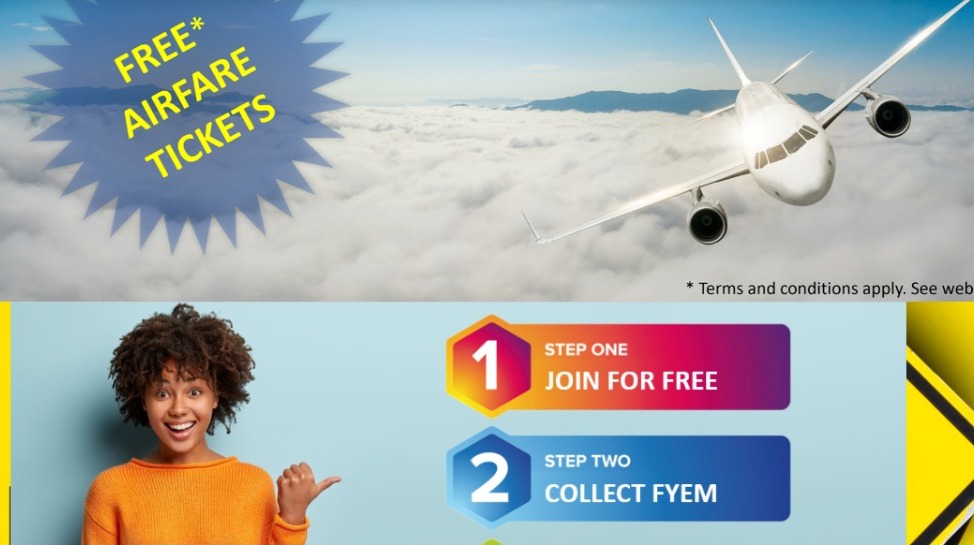 FREE*
AIRFARE
TICKETS
* Terms and conditions apply. See web
1
STEP ONE
JOIN FOR FREE
2
STEP TWO
COLLECT FYEM